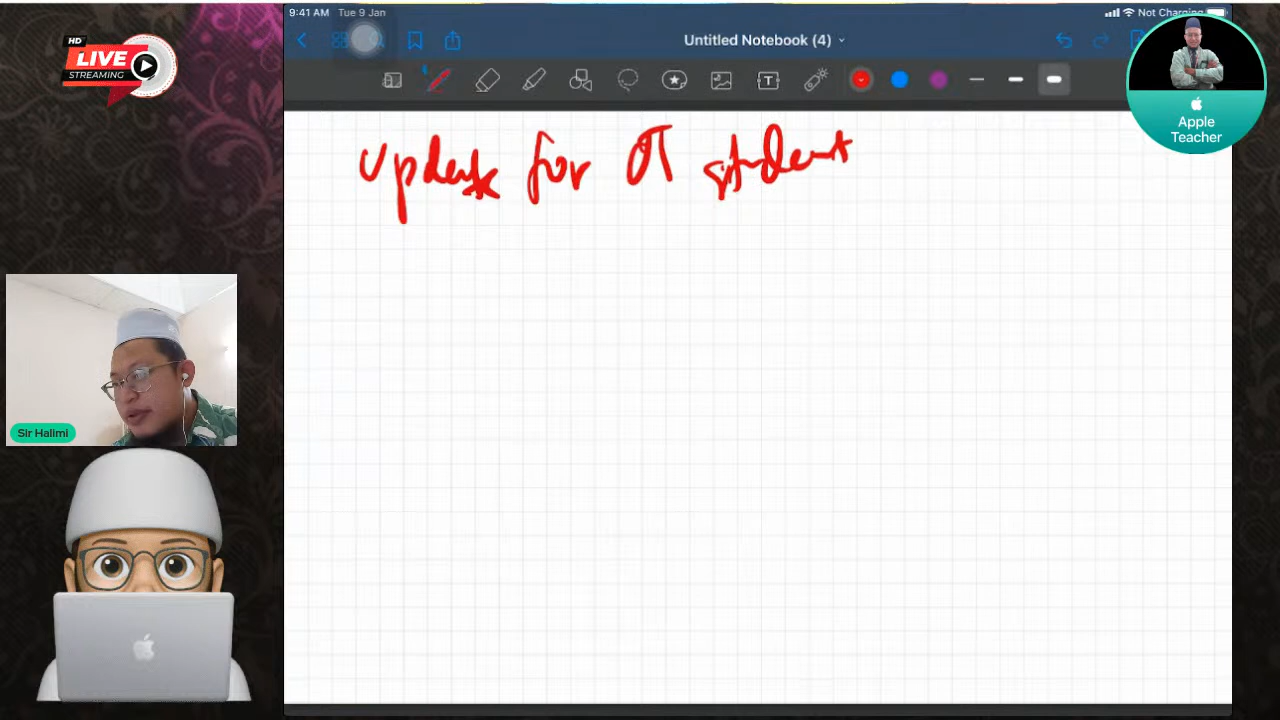 9:41 AM Tue 9 Jan
Not Charging
HD
LIVE
STREAMING
Untitled Notebook (4)
T
Apple
Teacher
Update for student
Sir Halimi